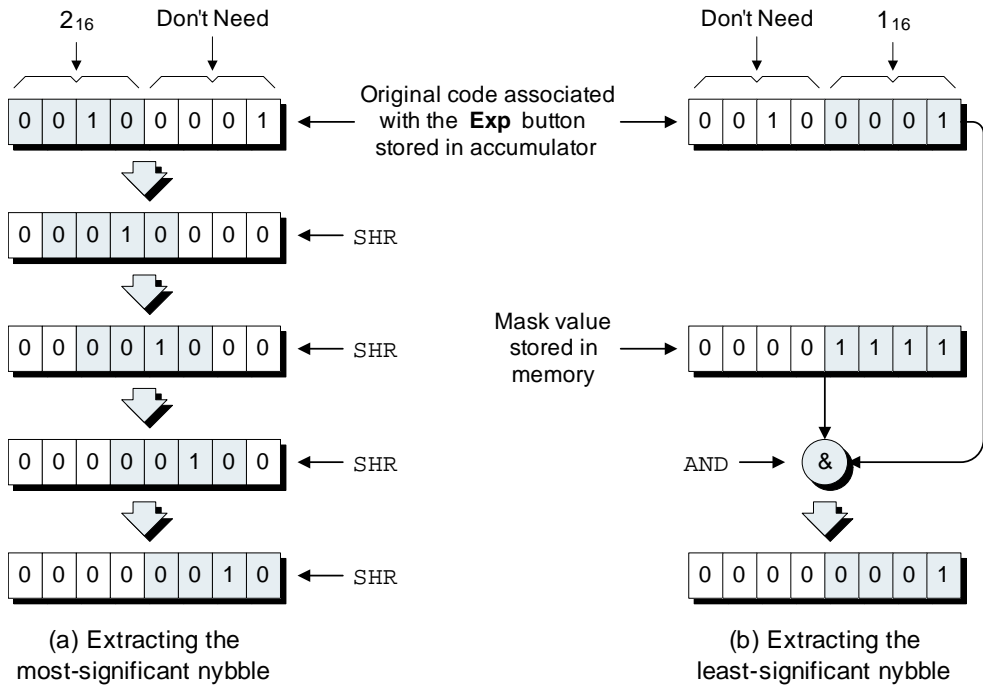 2₁₆ Don't Need Don't Need 1₁₆
0 0 1 0 0 0 0 1
Original code associated
with the Exp button
stored in accumulator
0 0 1 0 0 0 0 1
0 0 0 1 0 0 0 0 SHR
0 0 0 0 1 0 0 0 SHR
Mask value
stored in
memory
0 0 0 0 1 1 1 1
0 0 0 0 0 1 0 0 SHR
AND &
0 0 0 0 0 0 1 0 SHR
0 0 0 0 0 0 0 1
(a) Extracting the
most-significant nybble
(b) Extracting the
least-significant nybble